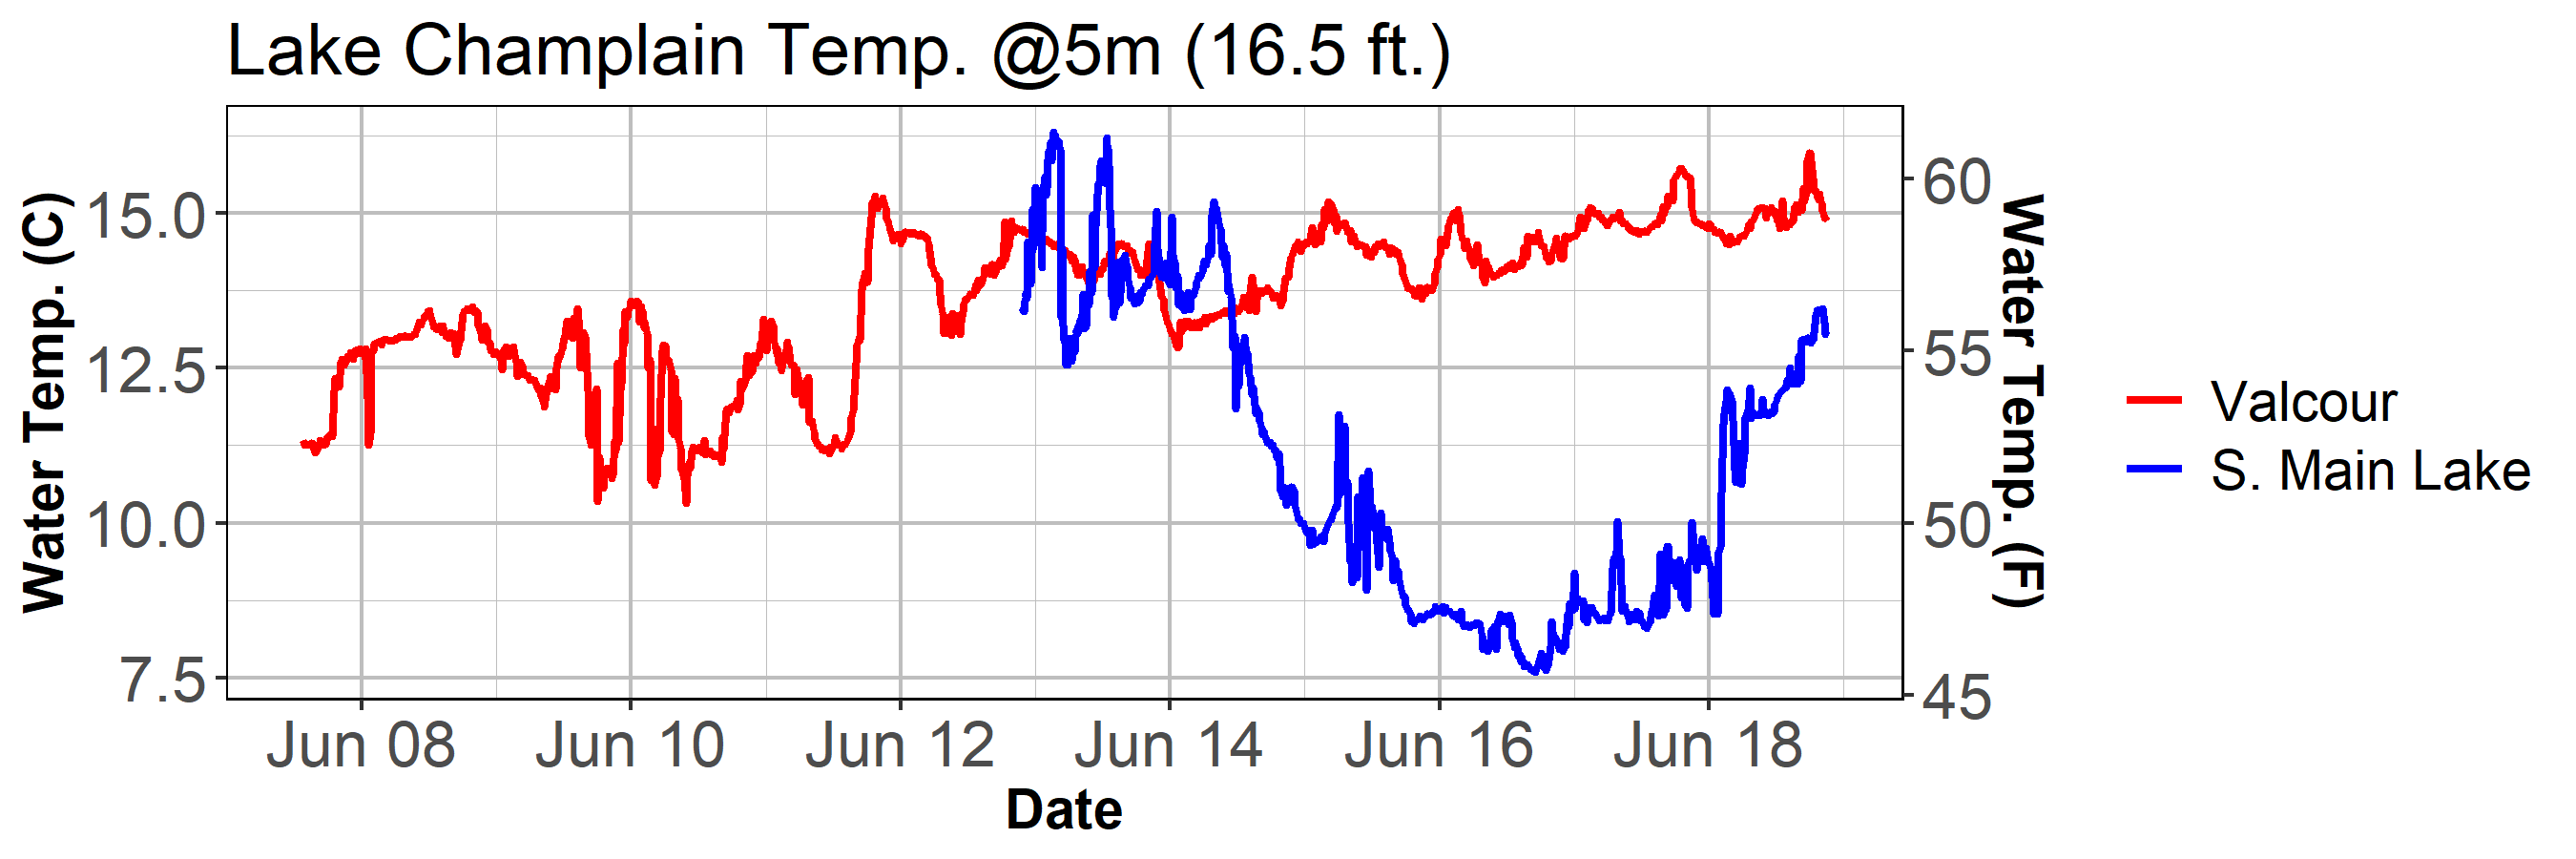 Lake Champlain Temp. @5m (16.5 ft.)
Water Temp. (C)
15.0
12.5
10.0
7.5
60
55
50
45
Water Temp. (F)
Jun 08 Jun 10 Jun 12 Jun 14 Jun 16 Jun 18
Date
Valcour
S. Main Lake